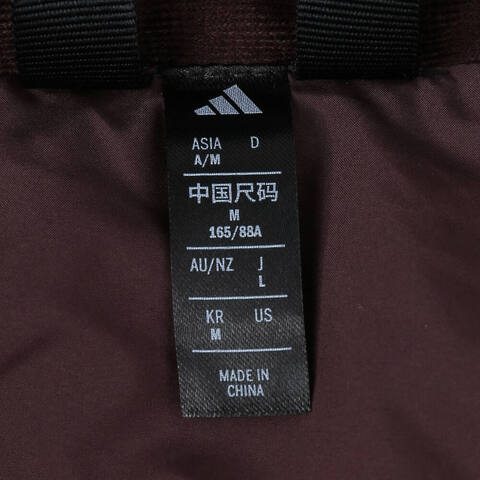 ASIA D
A/M
中国尺码
M
165/88A
AU/NZ J
L
KR US
M
MADE IN
CHINA